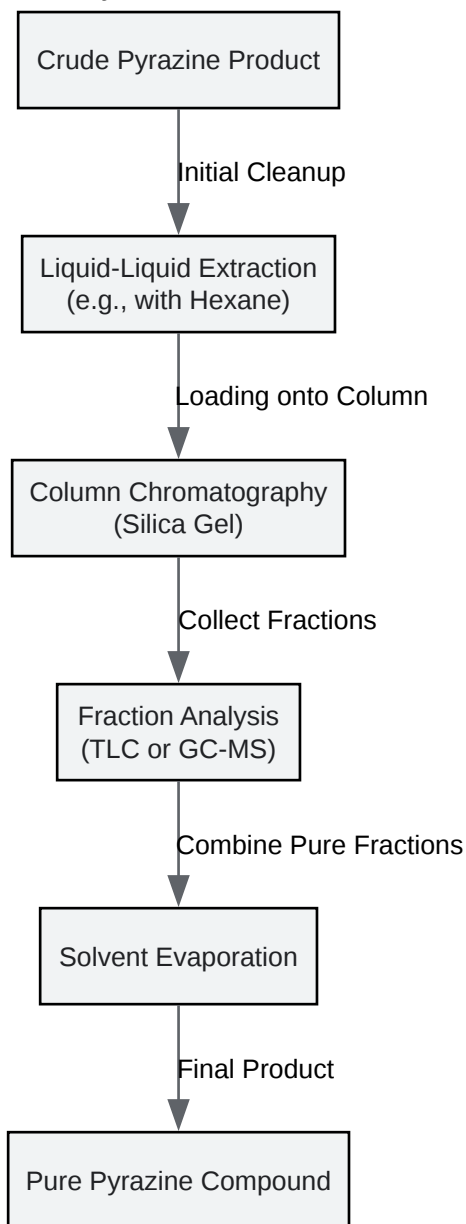 Crude Pyrazine Product
Initial Cleanup
Liquid-Liquid Extraction
(e.g., with Hexane)
Loading onto Column
Column Chromatography
(Silica Gel)
Collect Fractions
Fraction Analysis
(TLC or GC-MS)
Combine Pure Fractions
Solvent Evaporation
Final Product
Pure Pyrazine Compound